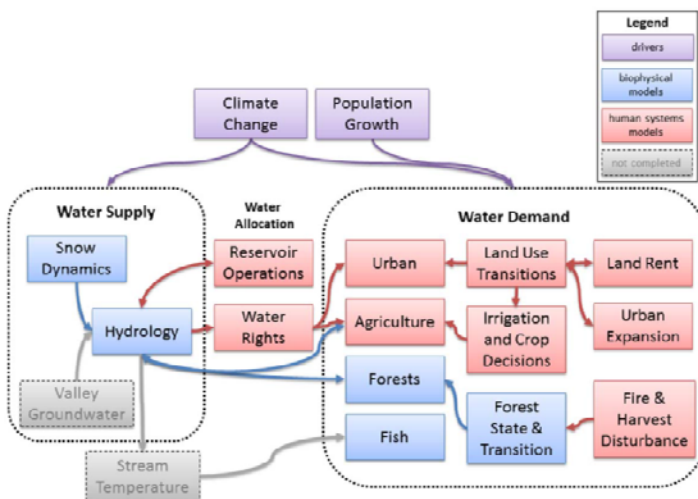 Legend
drivers
biophysical
models
human systems
models
not completed
Climate
Change
Population
Growth
Water Supply
Water
Allocation
Water Demand
Snow
Dynamics
Reservoir
Operations
Urban
Land Use
Transitions
Land Rent
Hydrology
Water
Rights
Agriculture
Irrigation
and Crop
Decisions
Urban
Expansion
Valley
Groundwater
Forests
Forest
State &
Transition
Fire &
Harvest
Disturbance
Fish
Stream
Temperature